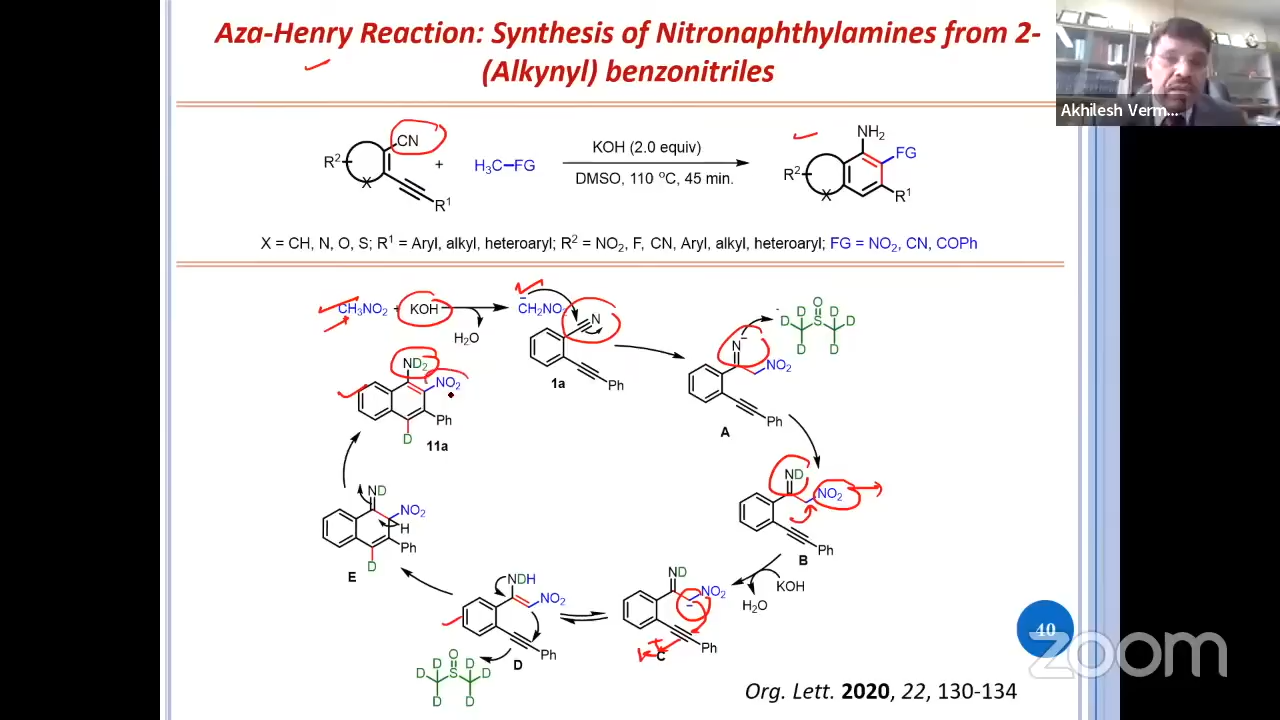 Aza-Henry Reaction: Synthesis of Nitronaphthylamines from 2-
(Alkynyl) benzonitriles
Akhilesh Verm...
CN
R2
X
R1
+
H3C–FG
KOH (2.0 equiv)
DMSO, 110 ºC, 45 min.
NH2
FG
R2
X
R1
X = CH, N, O, S; R1 = Aryl, alkyl, heteroaryl; R2 = NO2, F, CN, Aryl, alkyl, heteroaryl; FG = NO2, CN, COPh
CH3NO2 + KOH
H2O
CH2NO2
N
Ph
1a
N
NO2
Ph
A
O
S
D D
D D
D D
ND2
NO2
Ph
D
11a
ND
NO2
Ph
B
KOH
H2O
ND
NO2
Ph
C
NDH
NO2
Ph
D
O
S
D D
D D
D D
ND
NO2
H
Ph
D
E
40
zoom
Org. Lett. 2020, 22, 130-134